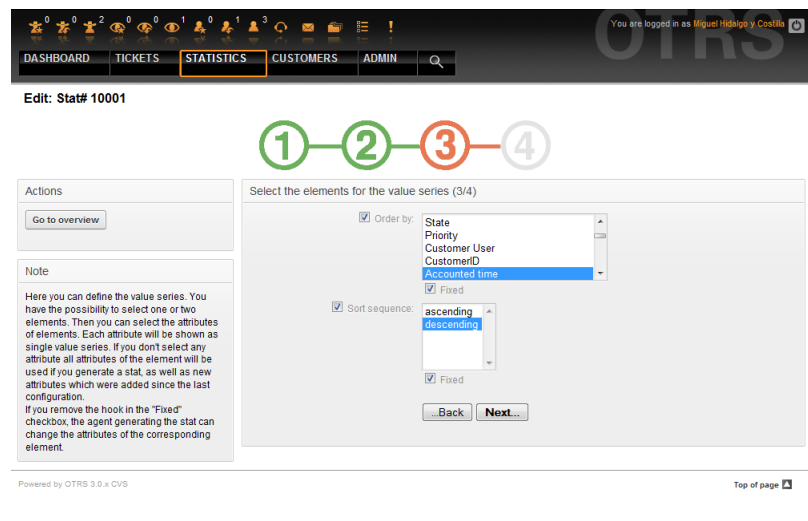 0 0 2 0 0 1 0 1 3
You are logged in as Miguel Hidalgo y Costilla
OTRS
DASHBOARD TICKETS STATISTICS CUSTOMERS ADMIN
Edit: Stat# 10001
1 2 3 4
Actions
Go to overview
Note
Here you can define the value series. You
have the possibility to select one or two
elements. Then you can select the attributes
of elements. Each attribute will be shown as
single value series. If you don't select any
attribute all attributes of the element will be
used if you generate a stat, as well as new
attributes which were added since the last
configuration.
If you remove the hook in the "Fixed"
checkbox, the agent generating the stat can
change the attributes of the corresponding
element.
Select the elements for the value series (3/4)
Order by:
State
Priority
Customer User
CustomerID
Accounted time
Fixed
Sort sequence:
ascending
descending
Fixed
...Back Next...
Powered by OTRS 3.0.x CVS
Top of page